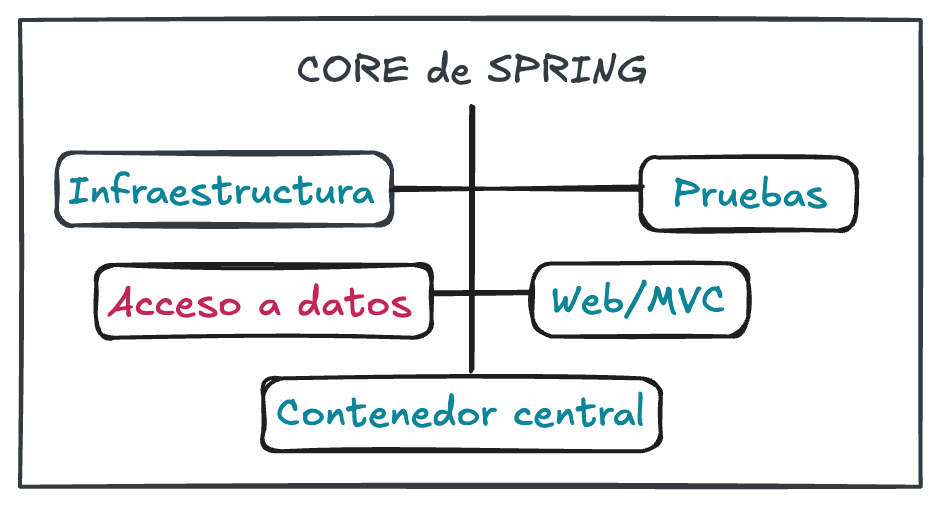 CORE de SPRING
Infraestructura
Pruebas
Acceso a datos
Web/MVC
Contenedor central